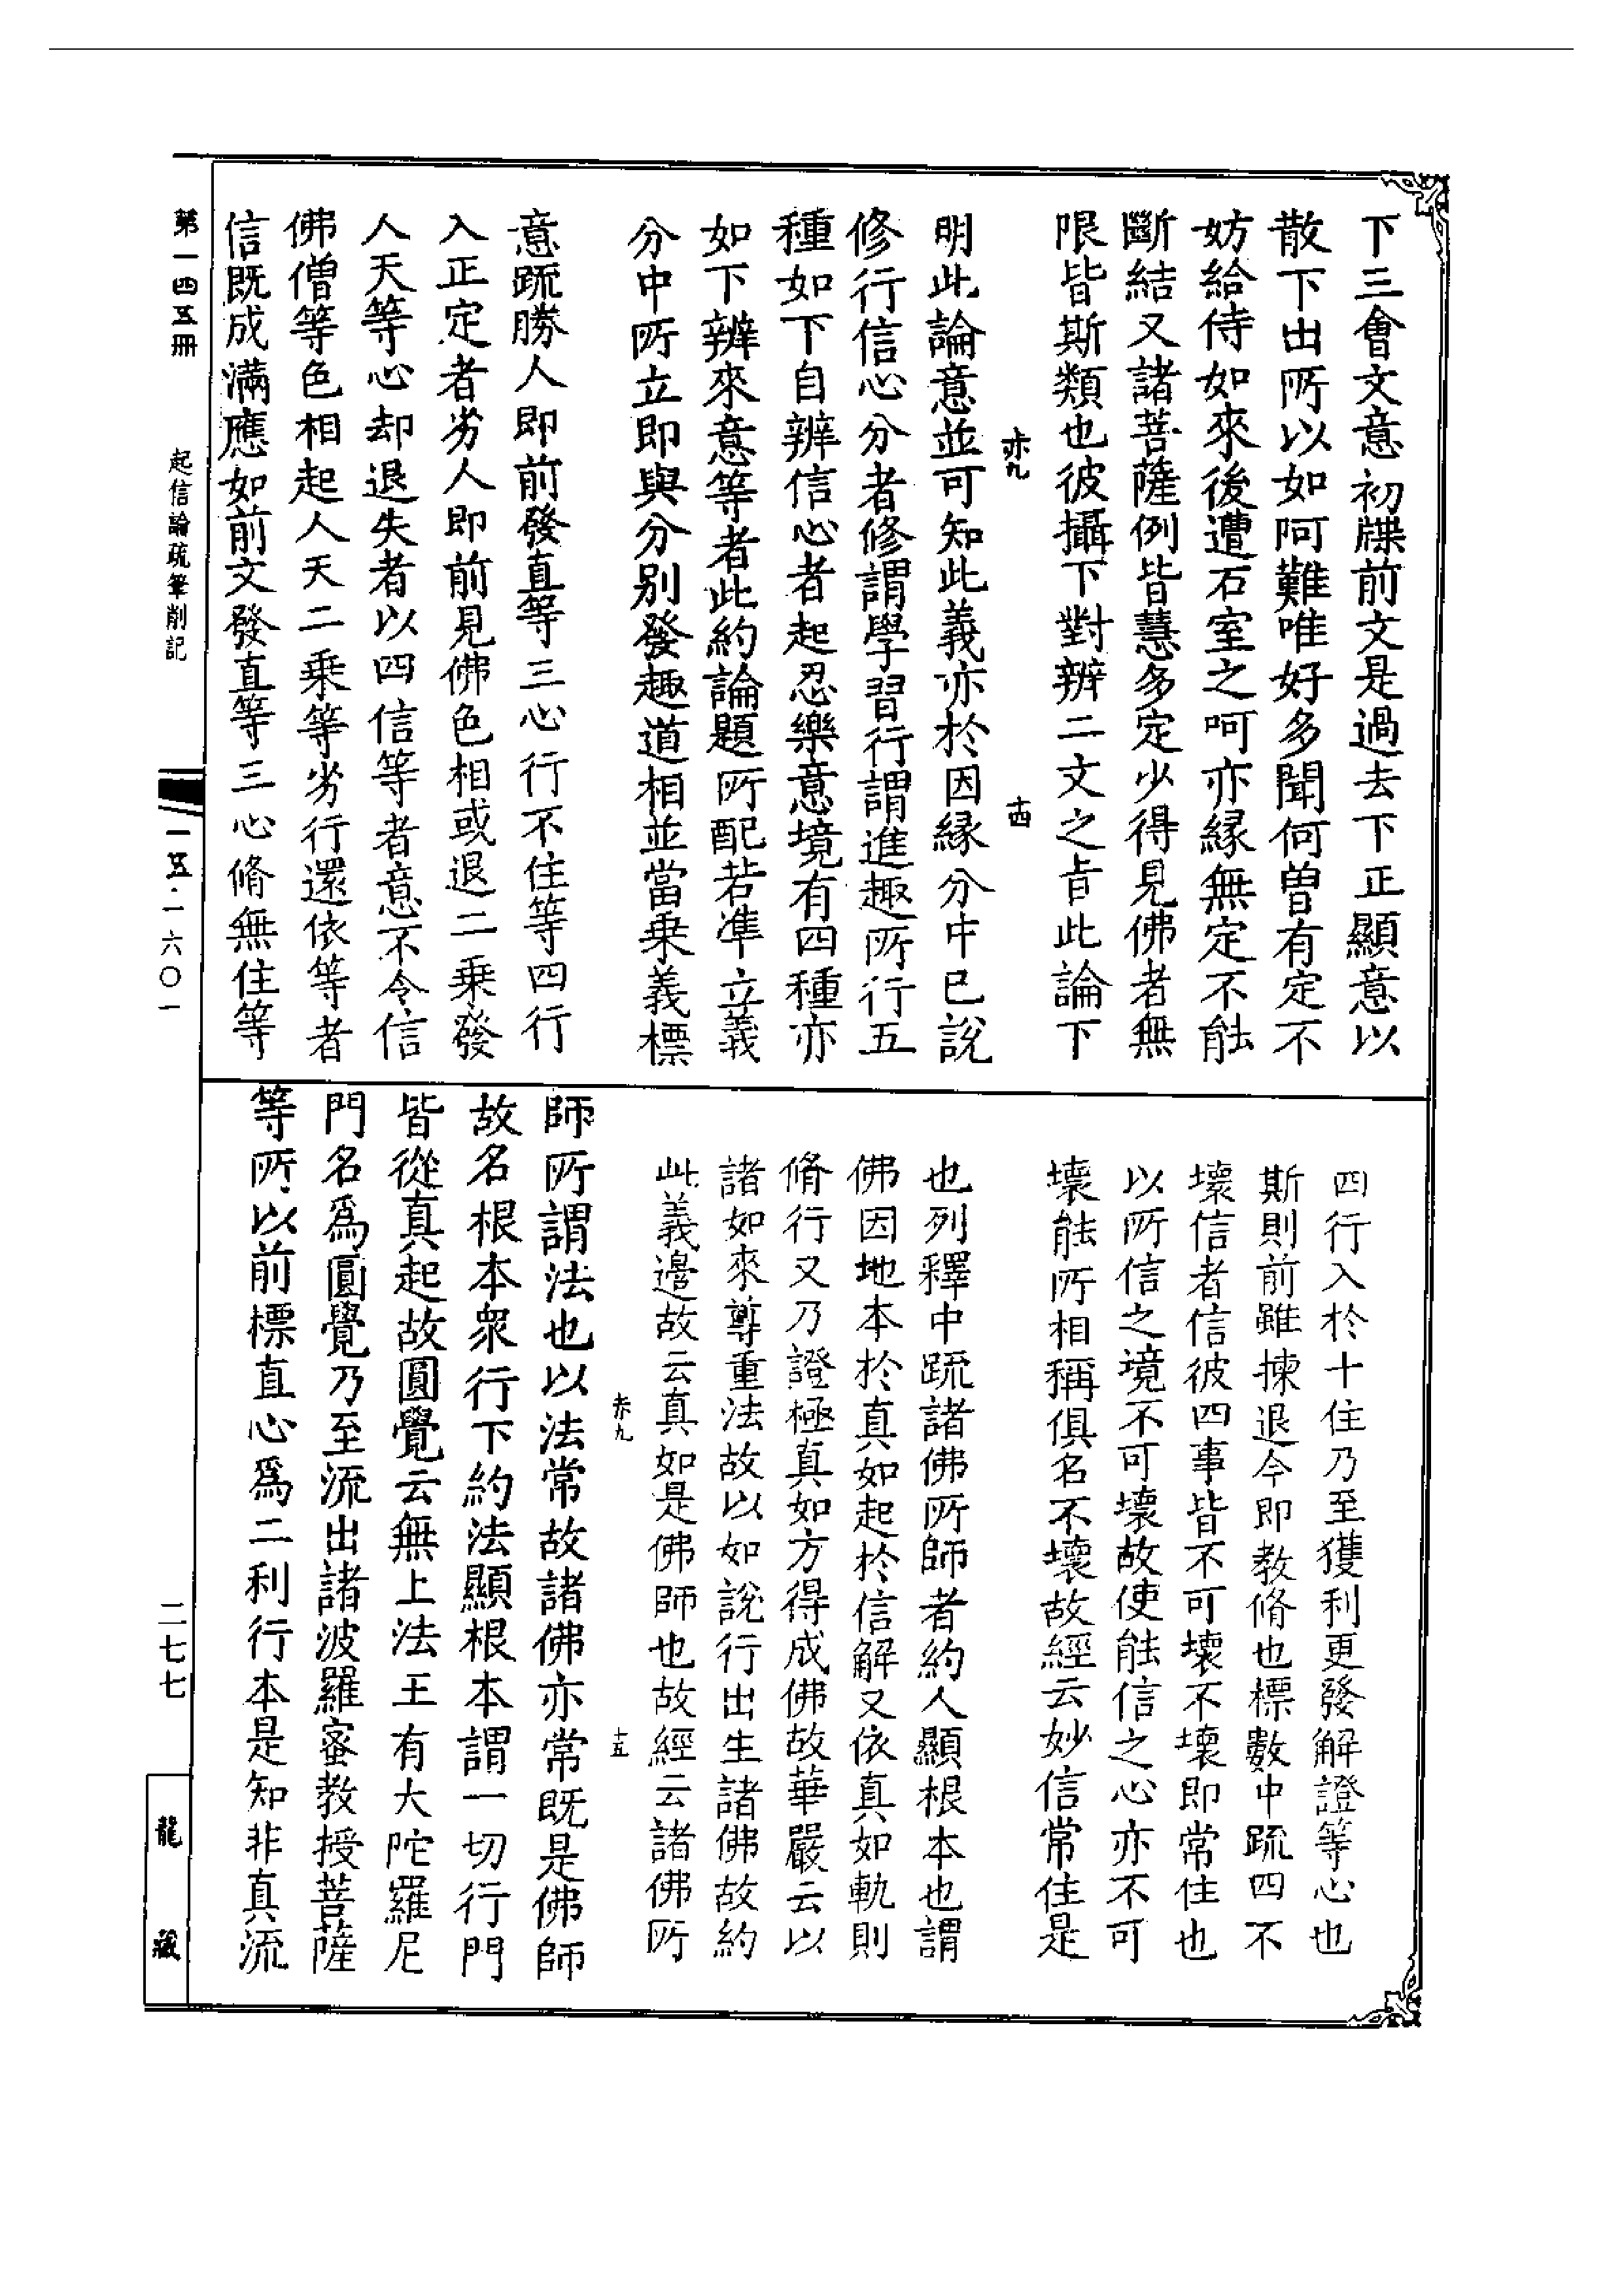 下三會文意初牒前文是過去下正顯意以
散下出所以如阿難唯好多聞何曾有定不
妨給侍如來後遭石室之呵亦緣無定不能
斷結又諸菩薩例皆慧多定少得見佛者無
限皆斯類也彼攝下對辨二文之旨此論下
亦九
十四
明此論意並可知此義亦於因緣分中已說
修行信心分者修謂學習行謂進趣所行五
種如下自辨信心者起忍樂意境有四種亦
如下辨來意等者此約論題所配若準立義
分中所立即與分別發趣道相並當乗義標
意疏勝人即前發直等三心行不住等四行
入正定者劣人即前見佛色相或退二乗發
人天等心却退失者以四信等者意不令信
佛僧等色相起人天二乗等劣行還依等者
信既成滿應如前文發直等三心脩無住等
四行入於十住乃至獲利更發解證等心也
斯則前雖揀退今即教脩也標數中疏四不
壞信者信彼四事皆不可壞不壞即常住也
以所信之境不可壞故使能信之心亦不可
壞能所相稱俱名不壞故經云妙信常住是
也列釋中疏諸佛所師者約人顯根本也謂
佛因地本於真如起於信解又依真如軌則
脩行又乃證極真如方得成佛故華嚴云以
諸如來尊重法故以如說行出生諸佛故約
此義邊故云真如是佛師也故經云諸佛所
亦九
十五
師所謂法也以法常故諸佛亦常既是佛師
故名根本衆行下約法顯根本謂一切行門
皆從真起故圓覺云無上法王有大陀羅尼
門名爲圓覺乃至流出諸波羅蜜教授菩薩
等所以前標直心爲二利行本是知非真流
第一四五冊
起信論疏筆削記
一五二一六〇一
二七七
龍藏